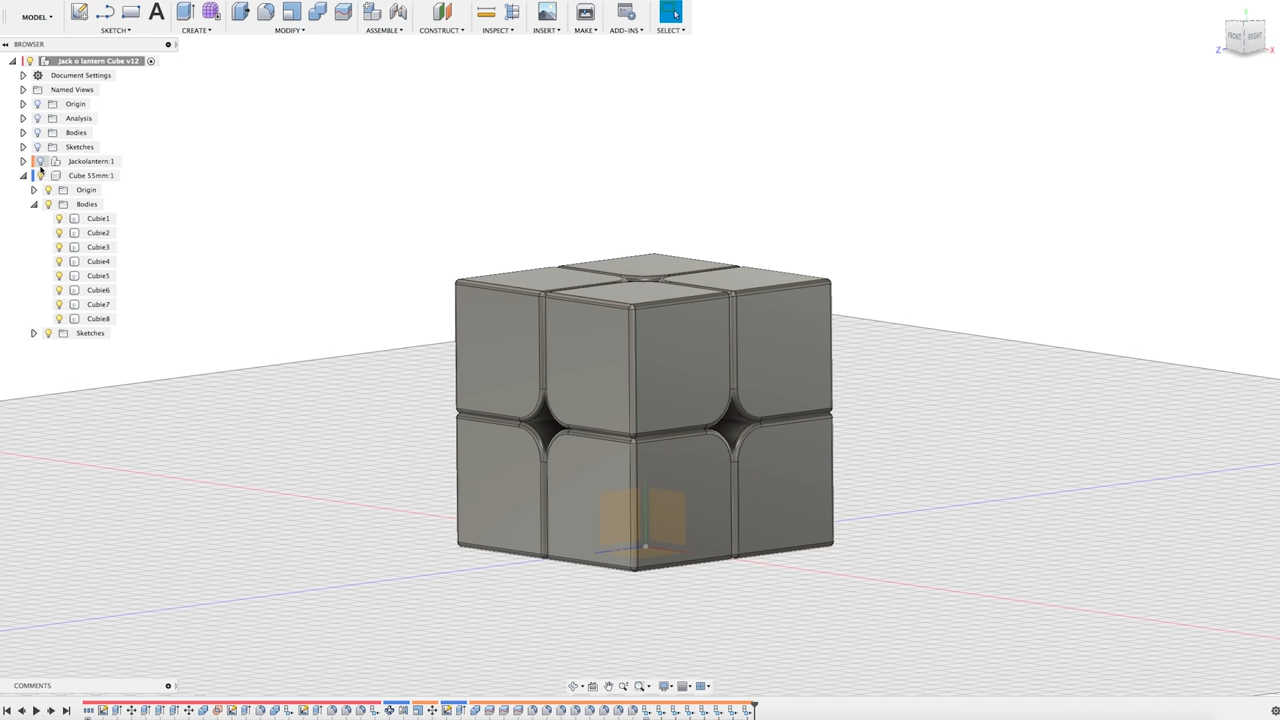 MODEL
A
SKETCH
CREATE
MODIFY
ASSEMBLE
CONSTRUCT
INSPECT
INSERT
MAKE
ADD-INS
SELECT
BROWSER
Jack o lantern Cube v12
Document Settings
Named Views
Origin
Analysis
Bodies
Sketches
Jackolantern:1
Cube 55mm:1
Origin
Bodies
Cubie1
Cubie2
Cubie3
Cubie4
Cubie5
Cubie6
Cubie7
Cubie8
Sketches
Y
FRONT RIGHT
Z X
COMMENTS